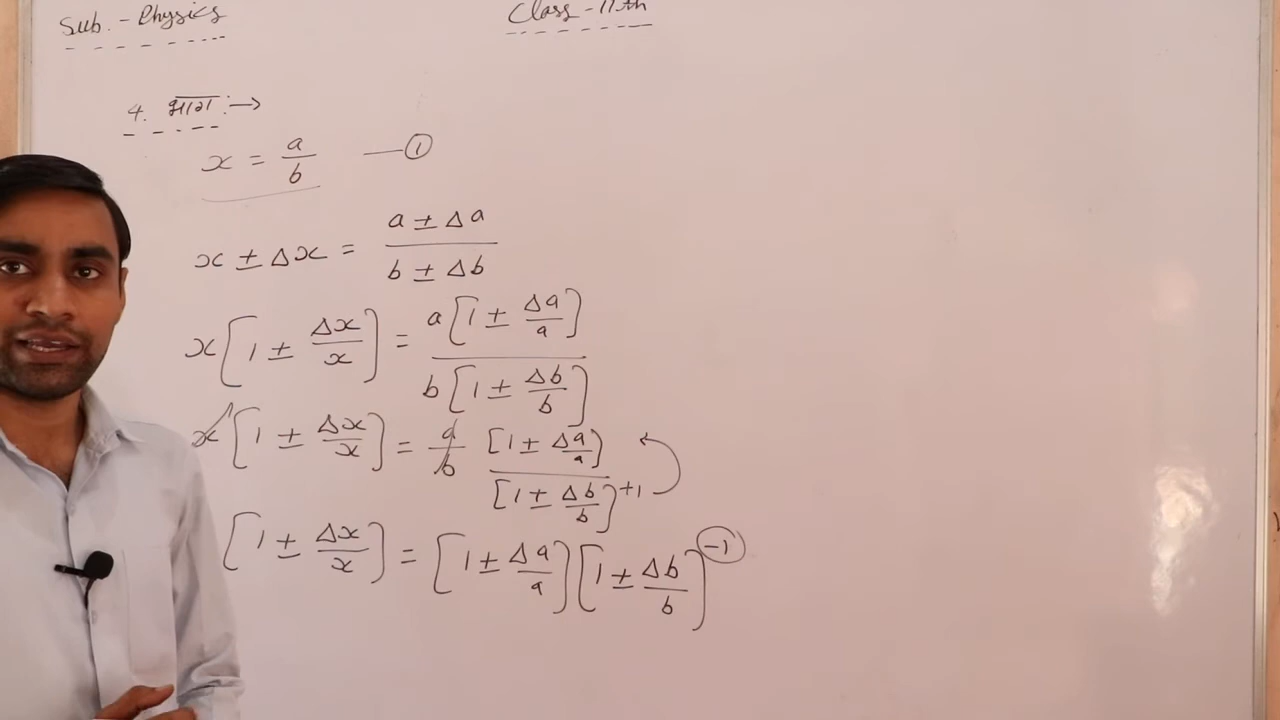 Sub. - Physics
Class - 11th
4. भाग :→
x = a/b —①
x ± Δx = (a ± Δa)/(b ± Δb)
x[1 ± Δx/x] = a[1 ± Δa/a]/b[1 ± Δb/b]
x[1 ± Δx/x] = a/b [1 ± Δa/a]/[1 ± Δb/b]⁺¹
[1 ± Δx/x] = [1 ± Δa/a][1 ± Δb/b]⁻¹